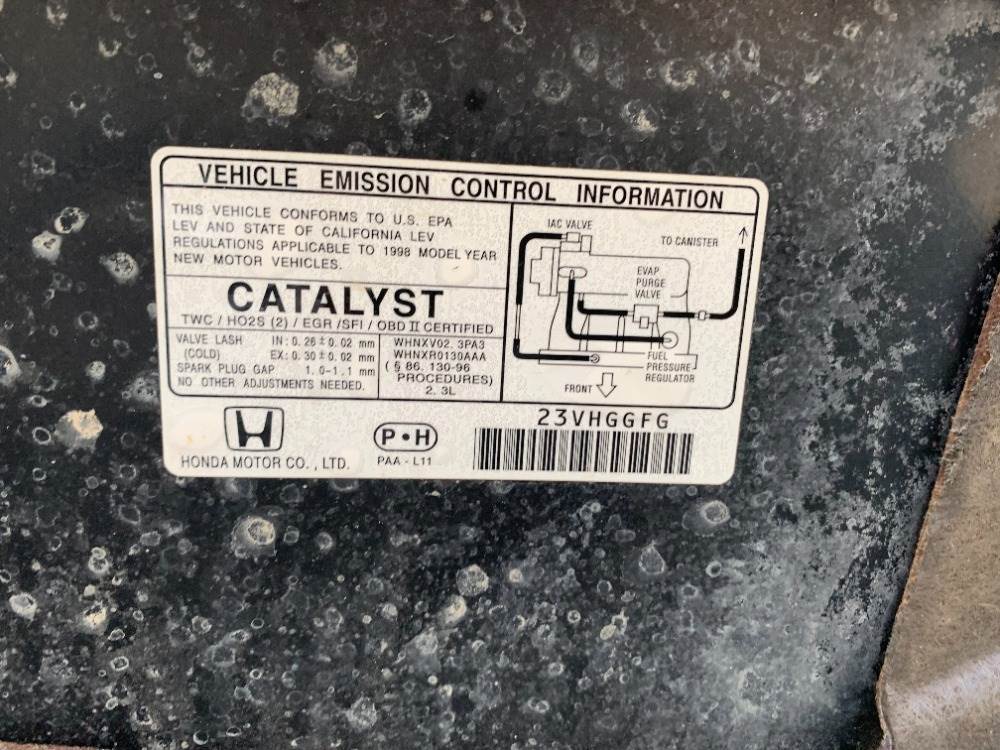 VEHICLE EMISSION CONTROL INFORMATION
THIS VEHICLE CONFORMS TO U.S. EPA
LEV AND STATE OF CALIFORNIA LEV
REGULATIONS APPLICABLE TO 1998 MODEL YEAR
NEW MOTOR VEHICLES.
CATALYST
TWC / HO2S (2) / EGR / SFI / OBD II CERTIFIED
VALVE LASH IN: 0.26 ± 0.02 mm
(COLD) EX: 0.30 ± 0.02 mm
SPARK PLUG GAP 1.0-1.1 mm
NO OTHER ADJUSTMENTS NEEDED.
WHNXV02.3PA3
WHNXR0130AAA
(§ 86.130-96
PROCEDURES)
2.3L
IAC VALVE
TO CANISTER
EVAP
PURGE
VALVE
FUEL
PRESSURE
REGULATOR
FRONT
HONDA MOTOR CO., LTD.
P•H
PAA - L11
23VHGGFG